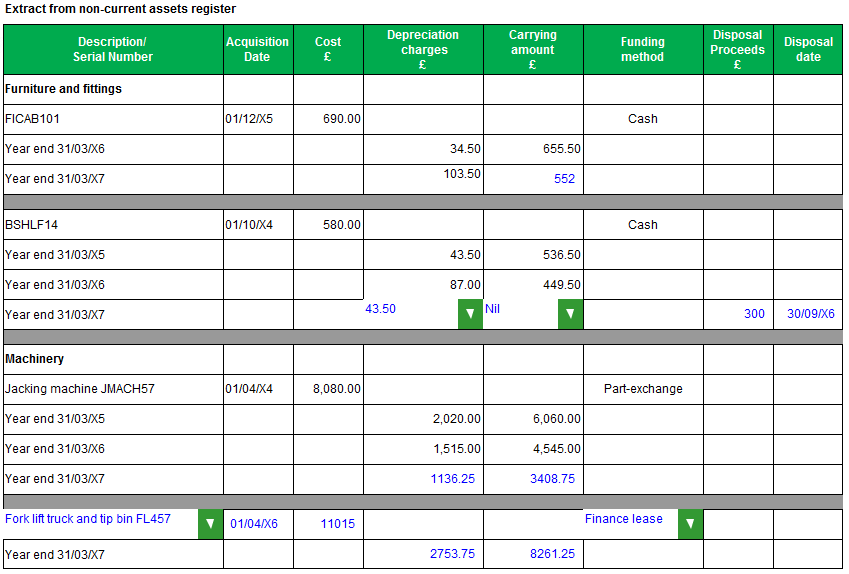 Extract from non-current assets register
Description/ Serial Number Acquisition Date Cost £ Depreciation charges £ Carrying amount £ Funding method Disposal Proceeds £ Disposal date
Furniture and fittings
FICAB101 01/12/X5 690.00 Cash
Year end 31/03/X6 34.50 655.50
Year end 31/03/X7 103.50 552
BSHLF14 01/10/X4 580.00 Cash
Year end 31/03/X5 43.50 536.50
Year end 31/03/X6 87.00 449.50
Year end 31/03/X7 43.50 Nil 300 30/09/X6
Machinery
Jacking machine JMACH57 01/04/X4 8,080.00 Part-exchange
Year end 31/03/X5 2,020.00 6,060.00
Year end 31/03/X6 1,515.00 4,545.00
Year end 31/03/X7 1136.25 3408.75
Fork lift truck and tip bin FL457 01/04/X6 11015 Finance lease
Year end 31/03/X7 2753.75 8261.25